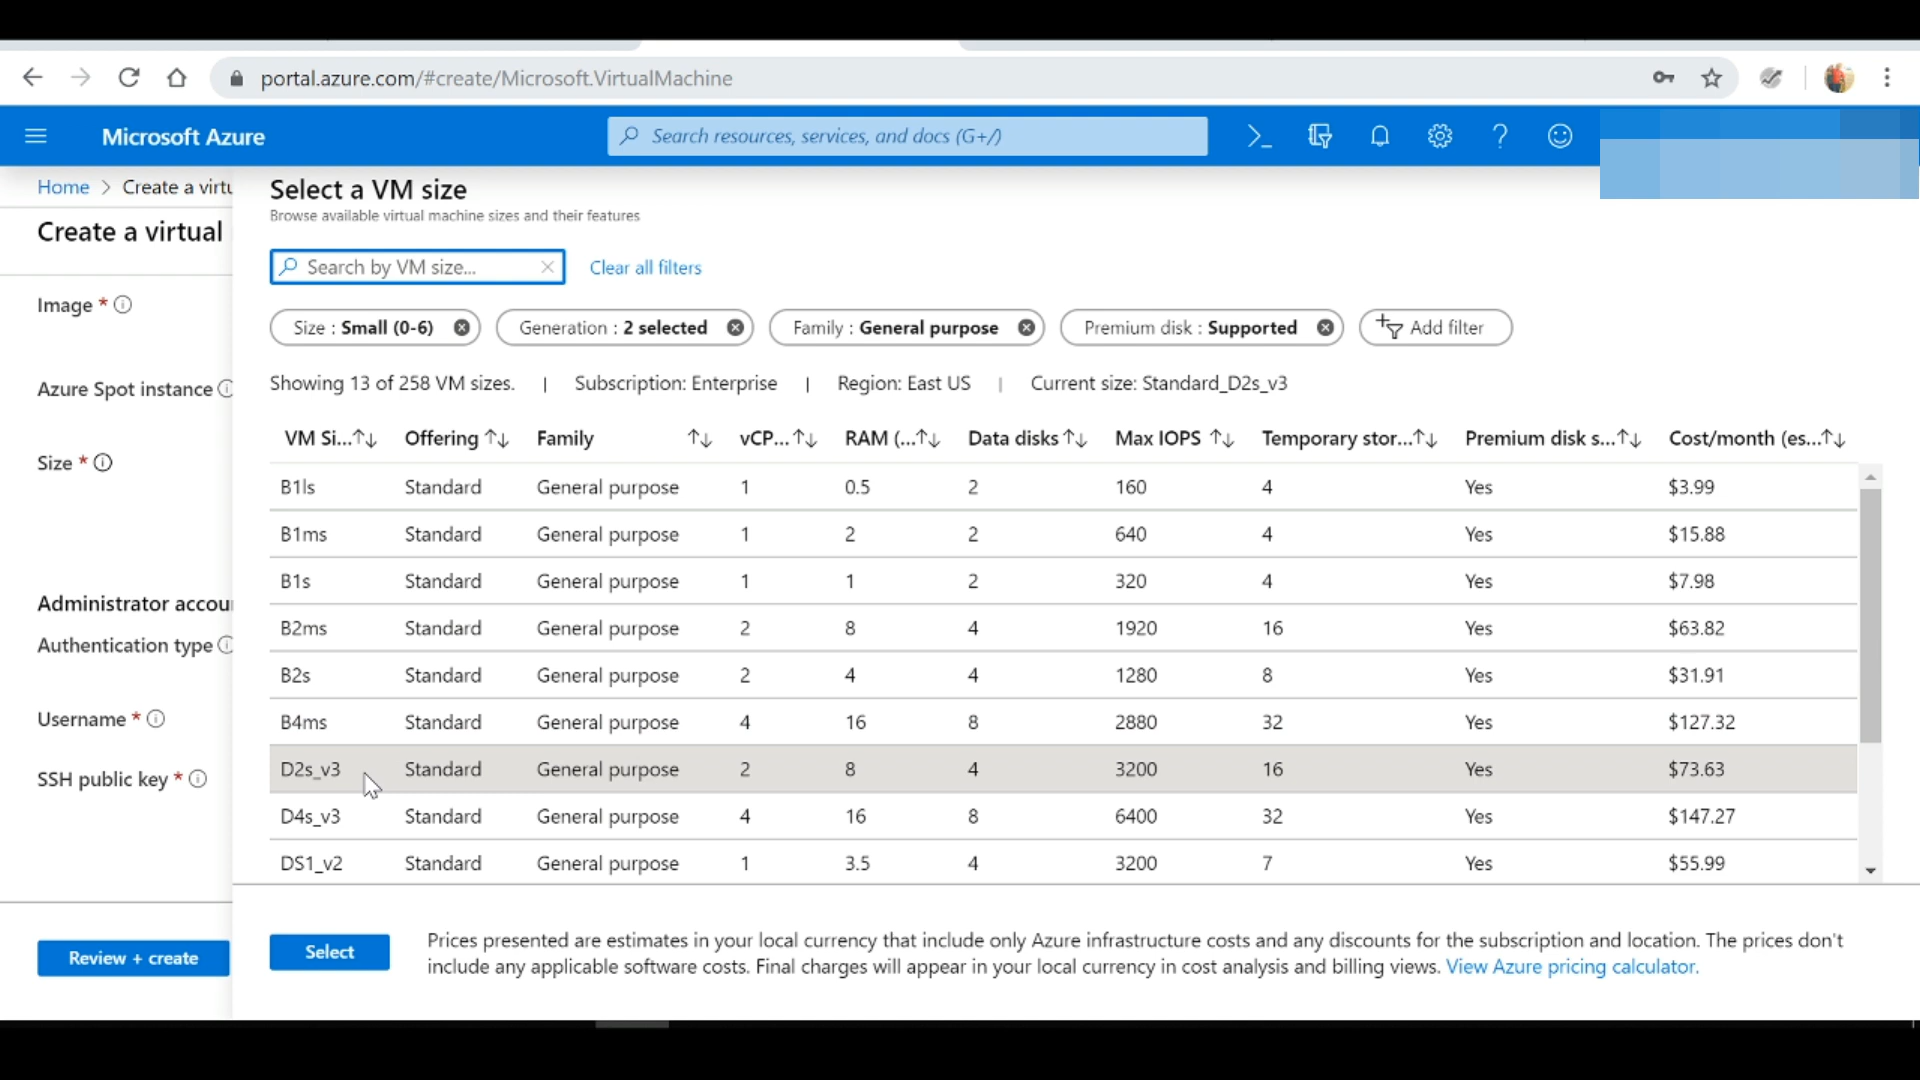 portal.azure.com/#create/Microsoft.VirtualMachine
Microsoft Azure
Search resources, services, and docs (G+/)
Home > Create a virtu
Create a virtual
Image *
Azure Spot instance
Size *
Administrator accou
Authentication type
Username *
SSH public key *
Review + create
Select a VM size
Browse available virtual machine sizes and their features
Search by VM size...
Clear all filters
Size : Small (0-6)
Generation : 2 selected
Family : General purpose
Premium disk : Supported
Add filter
Showing 13 of 258 VM sizes. | Subscription: Enterprise | Region: East US | Current size: Standard_D2s_v3
VM Si...↑↓ Offering ↑↓ Family ↑↓ vCP...↑↓ RAM (...↑↓ Data disks↑↓ Max IOPS ↑↓ Temporary stor...↑↓ Premium disk s...↑↓ Cost/month (es...↑↓
B1ls Standard General purpose 1 0.5 2 160 4 Yes $3.99
B1ms Standard General purpose 1 2 2 640 4 Yes $15.88
B1s Standard General purpose 1 1 2 320 4 Yes $7.98
B2ms Standard General purpose 2 8 4 1920 16 Yes $63.82
B2s Standard General purpose 2 4 4 1280 8 Yes $31.91
B4ms Standard General purpose 4 16 8 2880 32 Yes $127.32
D2s_v3 Standard General purpose 2 8 4 3200 16 Yes $73.63
D4s_v3 Standard General purpose 4 16 8 6400 32 Yes $147.27
DS1_v2 Standard General purpose 1 3.5 4 3200 7 Yes $55.99
Select
Prices presented are estimates in your local currency that include only Azure infrastructure costs and any discounts for the subscription and location. The prices don't
include any applicable software costs. Final charges will appear in your local currency in cost analysis and billing views. View Azure pricing calculator.